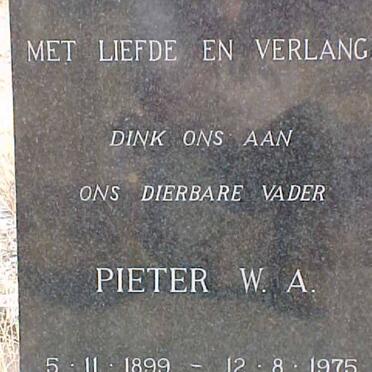 MET LIEFDE EN VERLANG
DINK ONS AAN
ONS DIERBARE VADER
PIETER W. A.
5 · 11 · 1899 – 12 · 8 · 1975